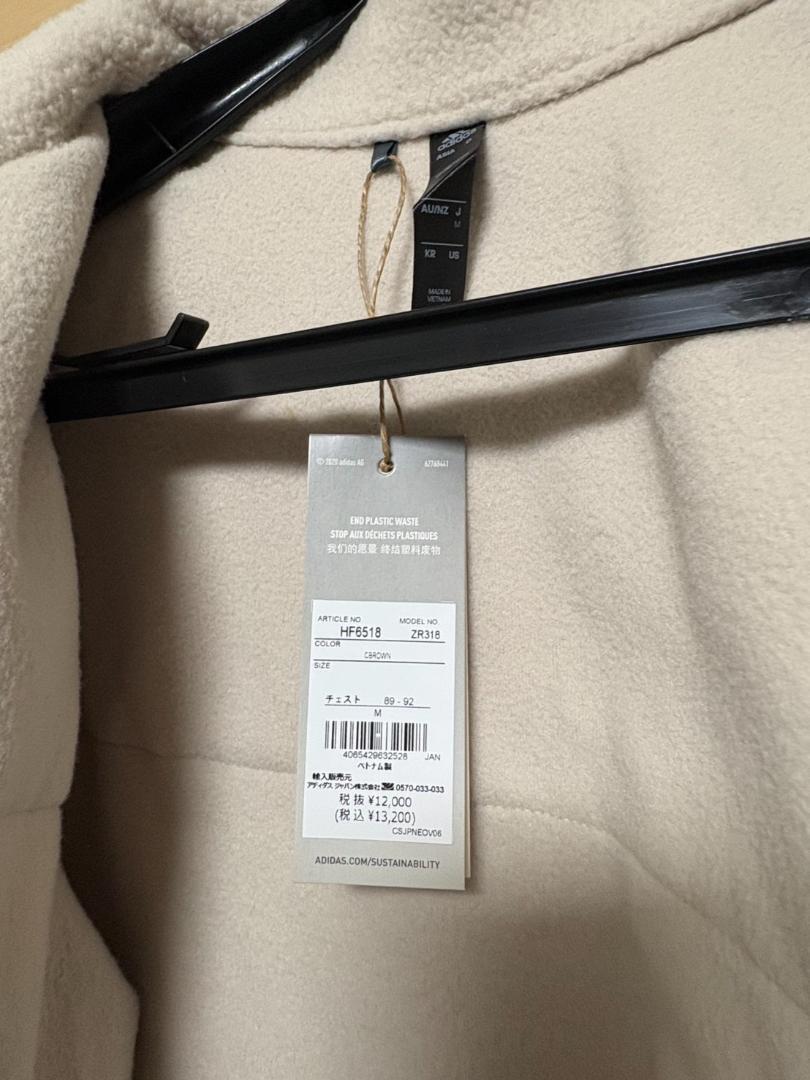 adidas
ASIA
AU/NZ J
M
KR US
MADE IN
VIETNAM
© 2020 adidas AG 62768441
END PLASTIC WASTE
STOP AUX DÉCHETS PLASTIQUES
我们的愿景 终结塑料废物
ARTICLE NO. MODEL NO.
HF6518 ZR318
COLOR
CBROWN
SIZE
チェスト 89 - 92
M
4065429632528 JAN
ベトナム製
輸入販売元
アディダス ジャパン株式会社 0570-033-033
税抜 ¥12,000
(税込 ¥13,200)
CSJPNEOV06
ADIDAS.COM/SUSTAINABILITY